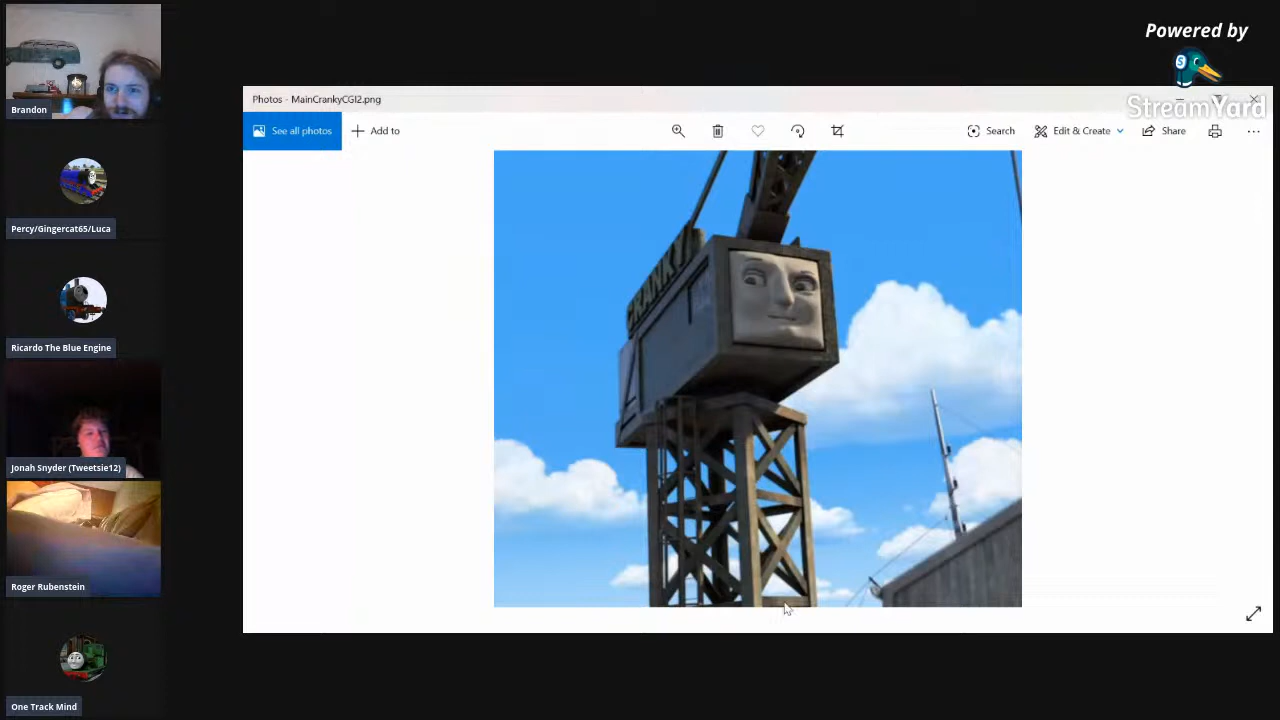 Powered by
S
StreamYard
Brandon
Percy/Gingercat65/Luca
Ricardo The Blue Engine
Jonah Snyder (Tweetsie12)
Roger Rubenstein
One Track Mind
Photos - MainCrankyCGI2.png
See all photos
Add to
Search
Edit & Create
Share
CRANKY